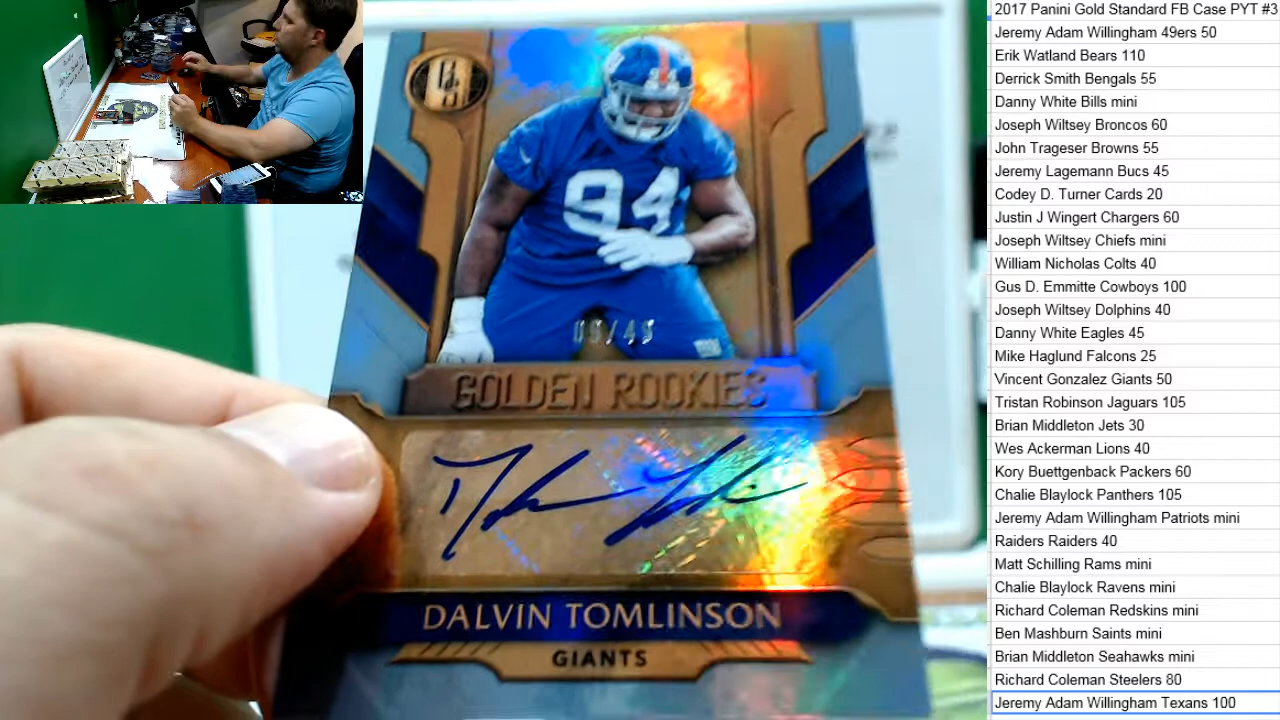 94
09/49
GOLDEN ROOKIES
DALVIN TOMLINSON
GIANTS
2017 Panini Gold Standard FB Case PYT #3
Jeremy Adam Willingham 49ers 50
Erik Watland Bears 110
Derrick Smith Bengals 55
Danny White Bills mini
Joseph Wiltsey Broncos 60
John Trageser Browns 55
Jeremy Lagemann Bucs 45
Codey D. Turner Cards 20
Justin J Wingert Chargers 60
Joseph Wiltsey Chiefs mini
William Nicholas Colts 40
Gus D. Emmitte Cowboys 100
Joseph Wiltsey Dolphins 40
Danny White Eagles 45
Mike Haglund Falcons 25
Vincent Gonzalez Giants 50
Tristan Robinson Jaguars 105
Brian Middleton Jets 30
Wes Ackerman Lions 40
Kory Buettgenback Packers 60
Chalie Blaylock Panthers 105
Jeremy Adam Willingham Patriots mini
Raiders Raiders 40
Matt Schilling Rams mini
Chalie Blaylock Ravens mini
Richard Coleman Redskins mini
Ben Mashburn Saints mini
Brian Middleton Seahawks mini
Richard Coleman Steelers 80
Jeremy Adam Willingham Texans 100